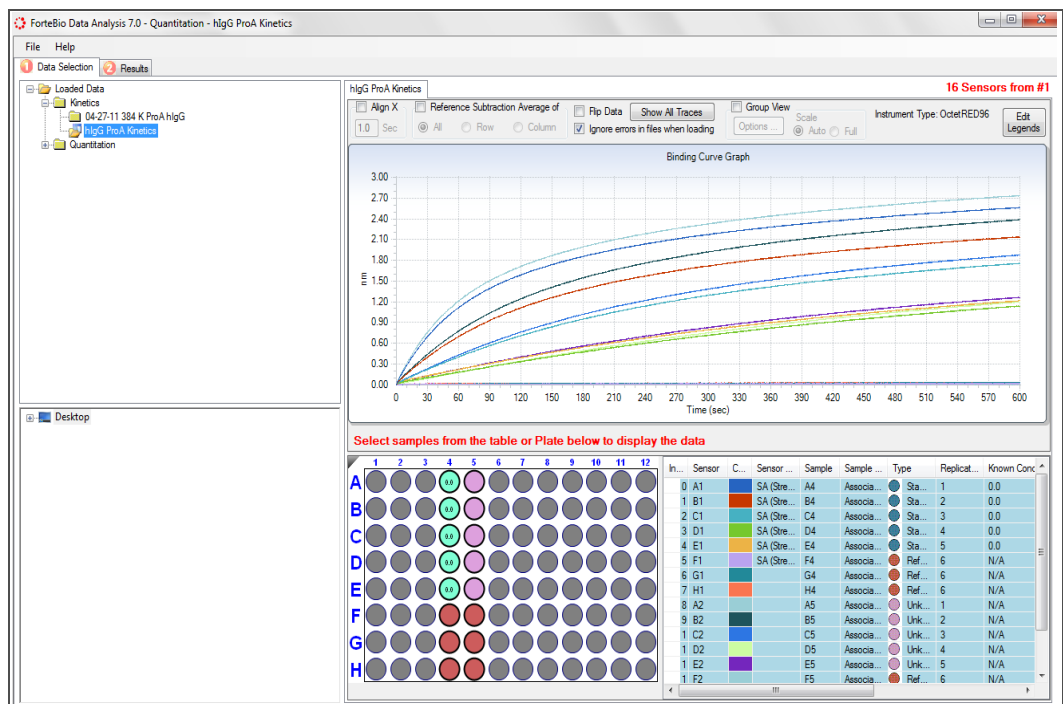 ForteBio Data Analysis 7.0 - Quantitation - hIgG ProA Kinetics
File Help
1 Data Selection 2 Results
Loaded Data
Kinetics
04-27-11 384 K ProA hIgG
hIgG ProA Kinetics
Quantitation
Desktop
hIgG ProA Kinetics
16 Sensors from #1
Align X Reference Subtraction Average of Flip Data Show All Traces Group View Instrument Type: OctetRED96 Edit Legends
1.0 Sec All Row Column Ignore errors in files when loading Options ... Scale Auto Full
Binding Curve Graph
3.00
2.70
2.40
2.10
1.80
1.50
1.20
0.90
0.60
0.30
0.00
nm
0 30 60 90 120 150 180 210 240 270 300 330 360 390 420 450 480 510 540 570 600
Time (sec)
Select samples from the table or Plate below to display the data
1 2 3 4 5 6 7 8 9 10 11 12
A 0.0
B 0.0
C 0.0
D 0.0
E 0.0
F
G
H
In... Sensor C... Sensor ... Sample Sample ... Type Replicat... Known Conc
0 A1 SA (Stre... A4 Associa... Sta... 1 0.0
1 B1 SA (Stre... B4 Associa... Sta... 2 0.0
2 C1 SA (Stre... C4 Associa... Sta... 3 0.0
3 D1 SA (Stre... D4 Associa... Sta... 4 0.0
4 E1 SA (Stre... E4 Associa... Sta... 5 0.0
5 F1 SA (Stre... F4 Associa... Ref... 6 N/A
6 G1 G4 Associa... Ref... 6 N/A
7 H1 H4 Associa... Ref... 6 N/A
8 A2 A5 Associa... Unk... 1 N/A
9 B2 B5 Associa... Unk... 2 N/A
1 C2 C5 Associa... Unk... 3 N/A
1 D2 D5 Associa... Unk... 4 N/A
1 E2 E5 Associa... Unk... 5 N/A
1 F2 F5 Associa... Ref... 6 N/A